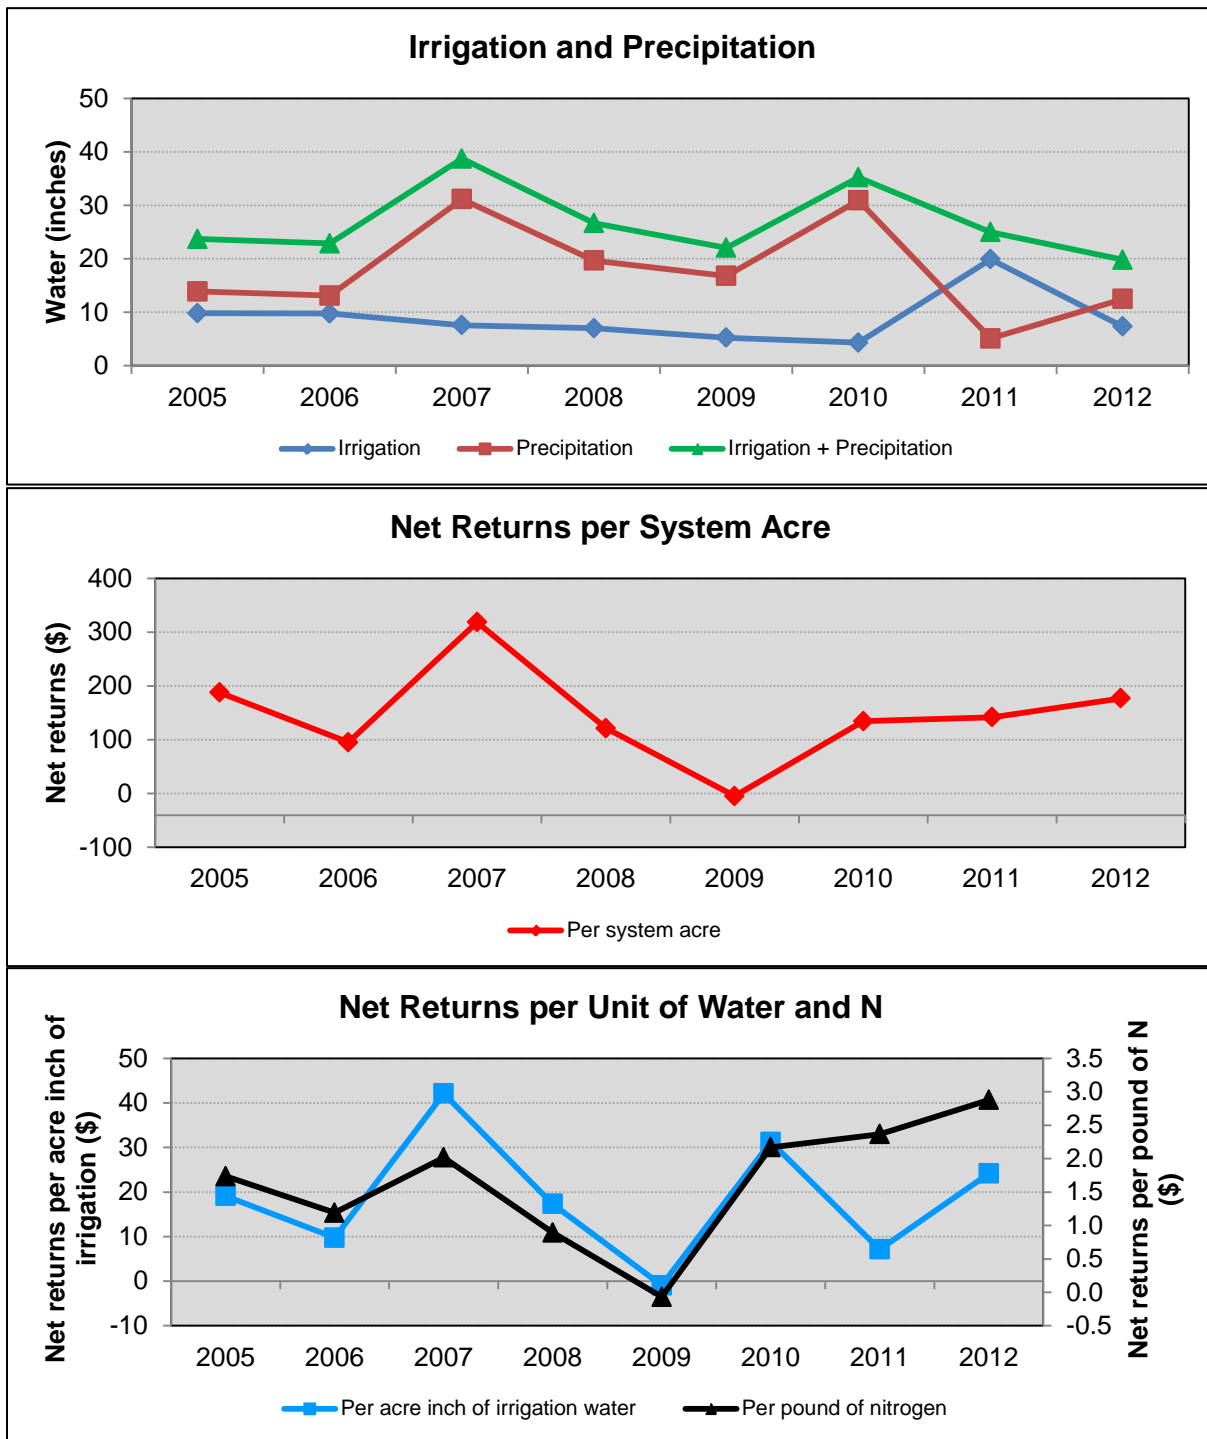 Irrigation and Precipitation
Water (inches)
50
40
30
20
10
0
2005 2006 2007 2008 2009 2010 2011 2012
Irrigation Precipitation Irrigation + Precipitation
Net Returns per System Acre
Net returns ($)
400
300
200
100
0
-100
2005 2006 2007 2008 2009 2010 2011 2012
Per system acre
Net Returns per Unit of Water and N
Net returns per acre inch of
irrigation ($)
50
40
30
20
10
0
-10
3.5
3.0
2.5
2.0
1.5
1.0
0.5
0.0
-0.5
Net returns per pound of N
($)
2005 2006 2007 2008 2009 2010 2011 2012
Per acre inch of irrigation water Per pound of nitrogen